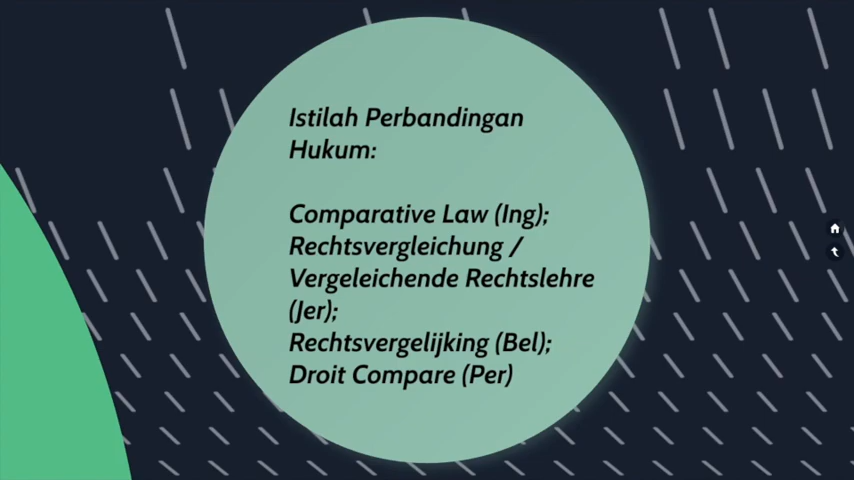 Istilah Perbandingan
Hukum:
Comparative Law (Ing);
Rechtsvergleichung /
Vergeleichende Rechtslehre
(Jer);
Rechtsvergelijking (Bel);
Droit Compare (Per)